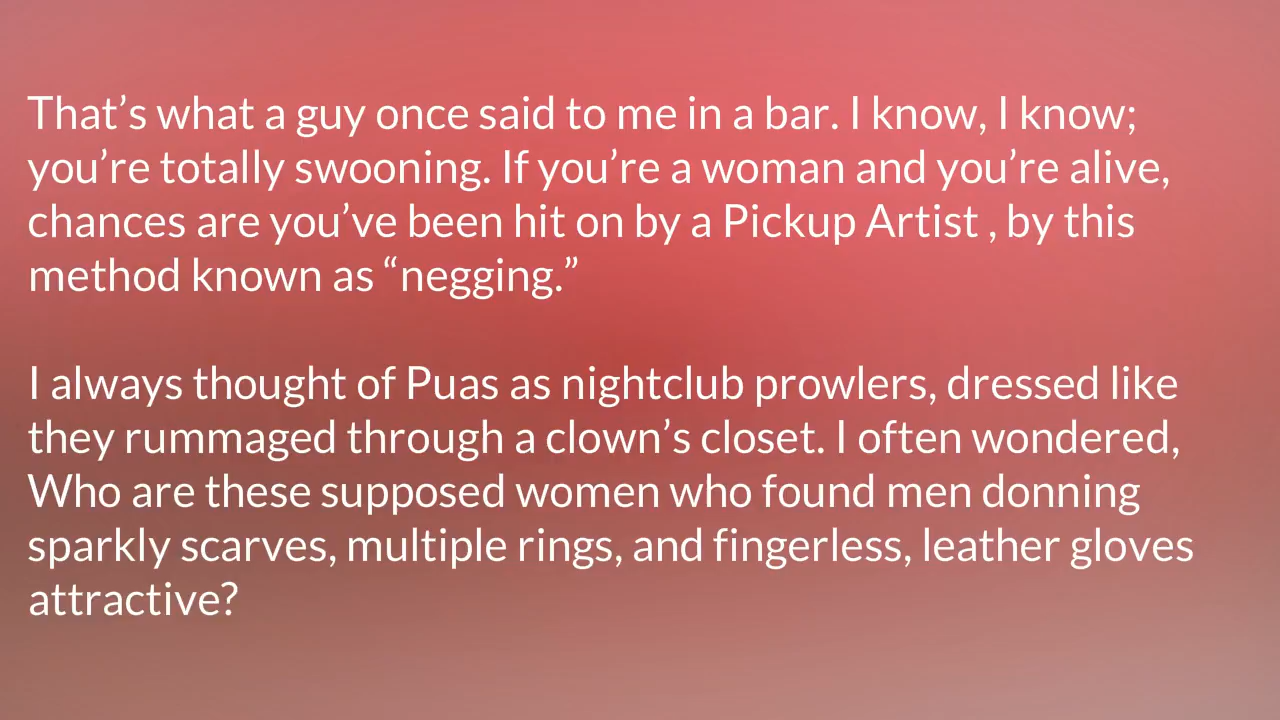 That’s what a guy once said to me in a bar. I know, I know;
you’re totally swooning. If you’re a woman and you’re alive,
chances are you’ve been hit on by a Pickup Artist , by this
method known as “negging.”
I always thought of Puas as nightclub prowlers, dressed like
they rummaged through a clown’s closet. I often wondered,
Who are these supposed women who found men donning
sparkly scarves, multiple rings, and fingerless, leather gloves
attractive?